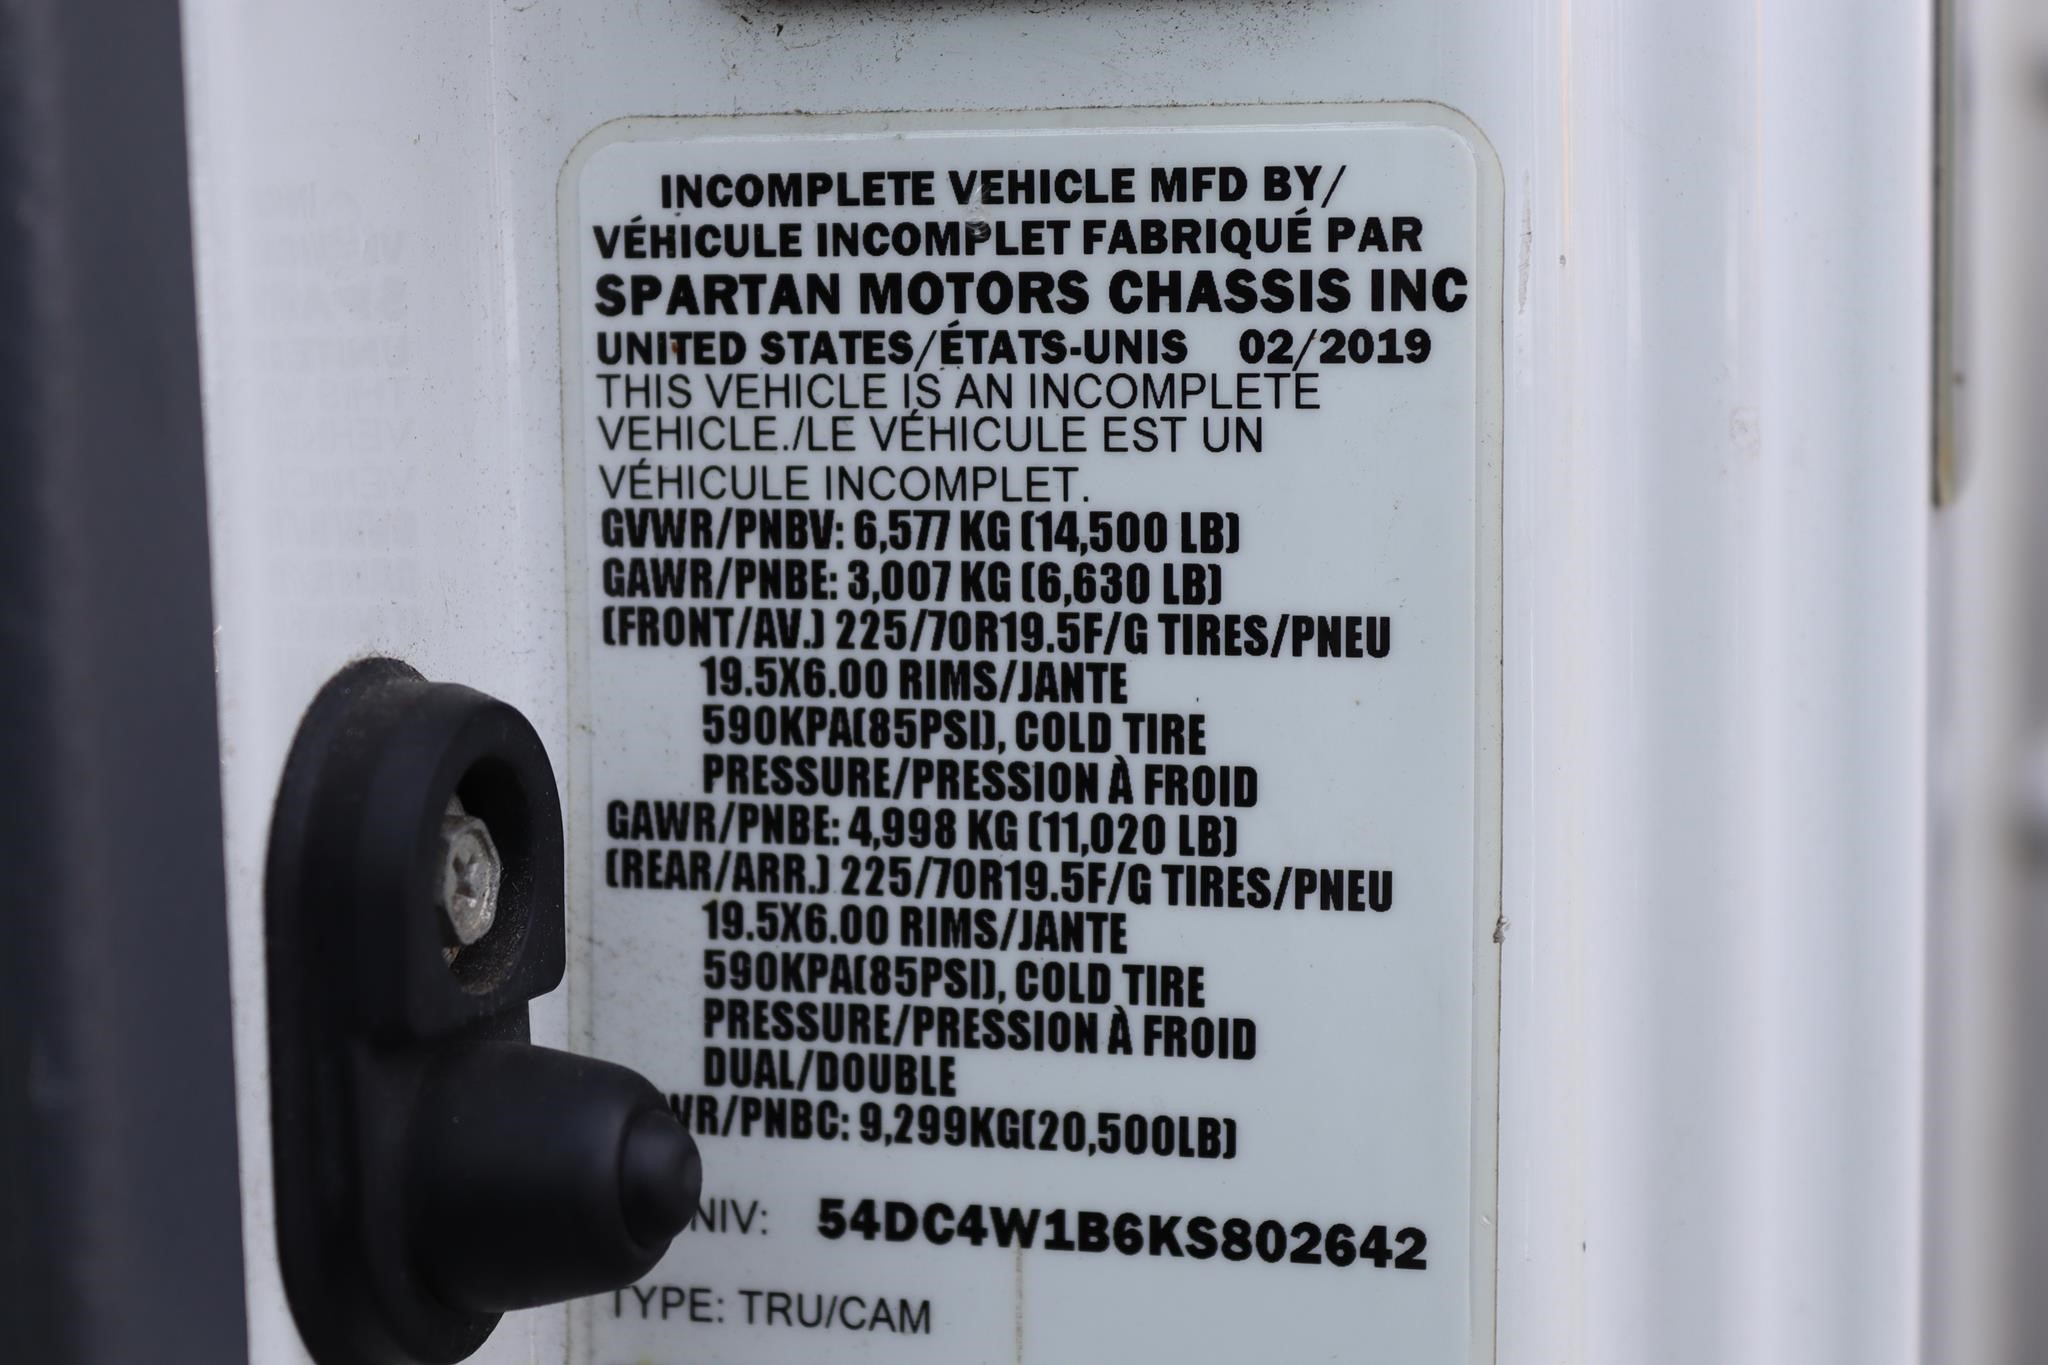 INCOMPLETE VEHICLE MFD BY/
VÉHICULE INCOMPLET FABRIQUÉ PAR
SPARTAN MOTORS CHASSIS INC
UNITED STATES/ÉTATS-UNIS 02/2019
THIS VEHICLE IS AN INCOMPLETE
VEHICLE./LE VÉHICULE EST UN
VÉHICULE INCOMPLET.
GVWR/PNBV: 6,577 KG (14,500 LB)
GAWR/PNBE: 3,007 KG (6,630 LB)
(FRONT/AV.) 225/70R19.5F/G TIRES/PNEU
19.5X6.00 RIMS/JANTE
590KPA(85PSI), COLD TIRE
PRESSURE/PRESSION À FROID
GAWR/PNBE: 4,998 KG (11,020 LB)
(REAR/ARR.) 225/70R19.5F/G TIRES/PNEU
19.5X6.00 RIMS/JANTE
590KPA(85PSI), COLD TIRE
PRESSURE/PRESSION À FROID
DUAL/DOUBLE
WR/PNBC: 9,299KG(20,500LB)
NIV: 54DC4W1B6KS802642
TYPE: TRU/CAM